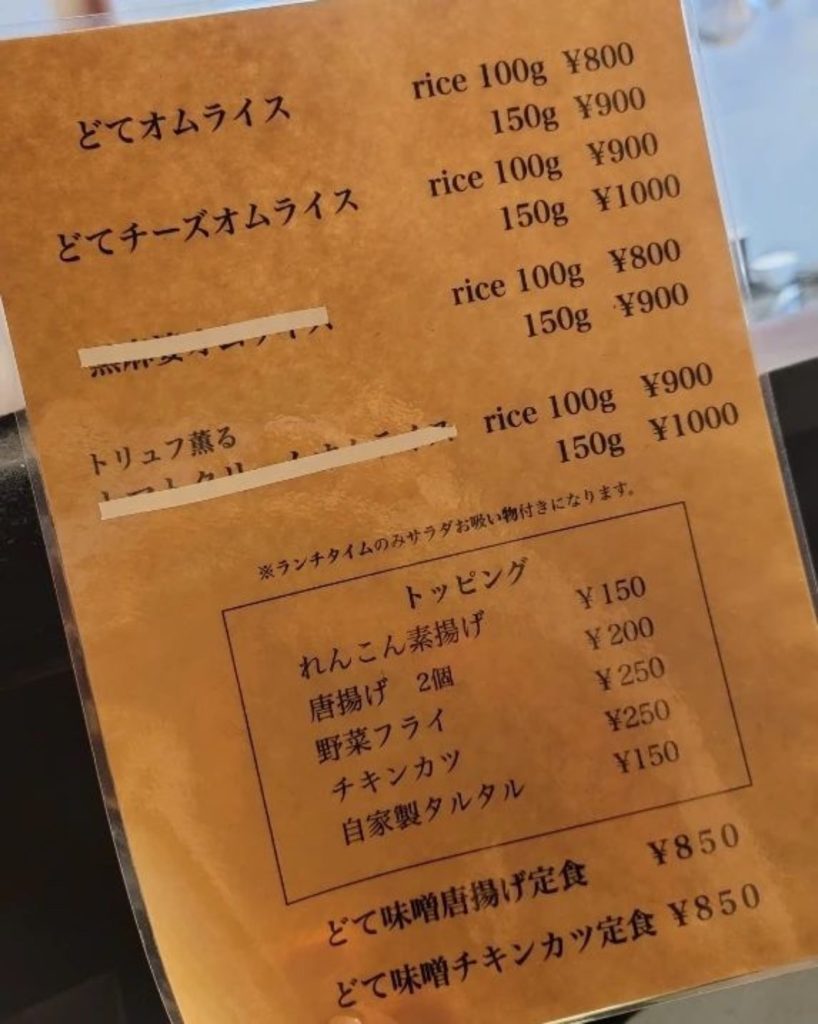 どてオムライス rice 100g ¥800
150g ¥900
どてチーズオムライス rice 100g ¥900
150g ¥1000
rice 100g ¥800
150g ¥900
トリュフ薫る
rice 100g ¥900
150g ¥1000
※ランチタイムのみサラダお吸い物付きになります。
トッピング
れんこん素揚げ ¥150
唐揚げ 2個 ¥200
野菜フライ ¥250
チキンカツ ¥250
自家製タルタル ¥150
どて味噌唐揚げ定食 ¥850
どて味噌チキンカツ定食 ¥850